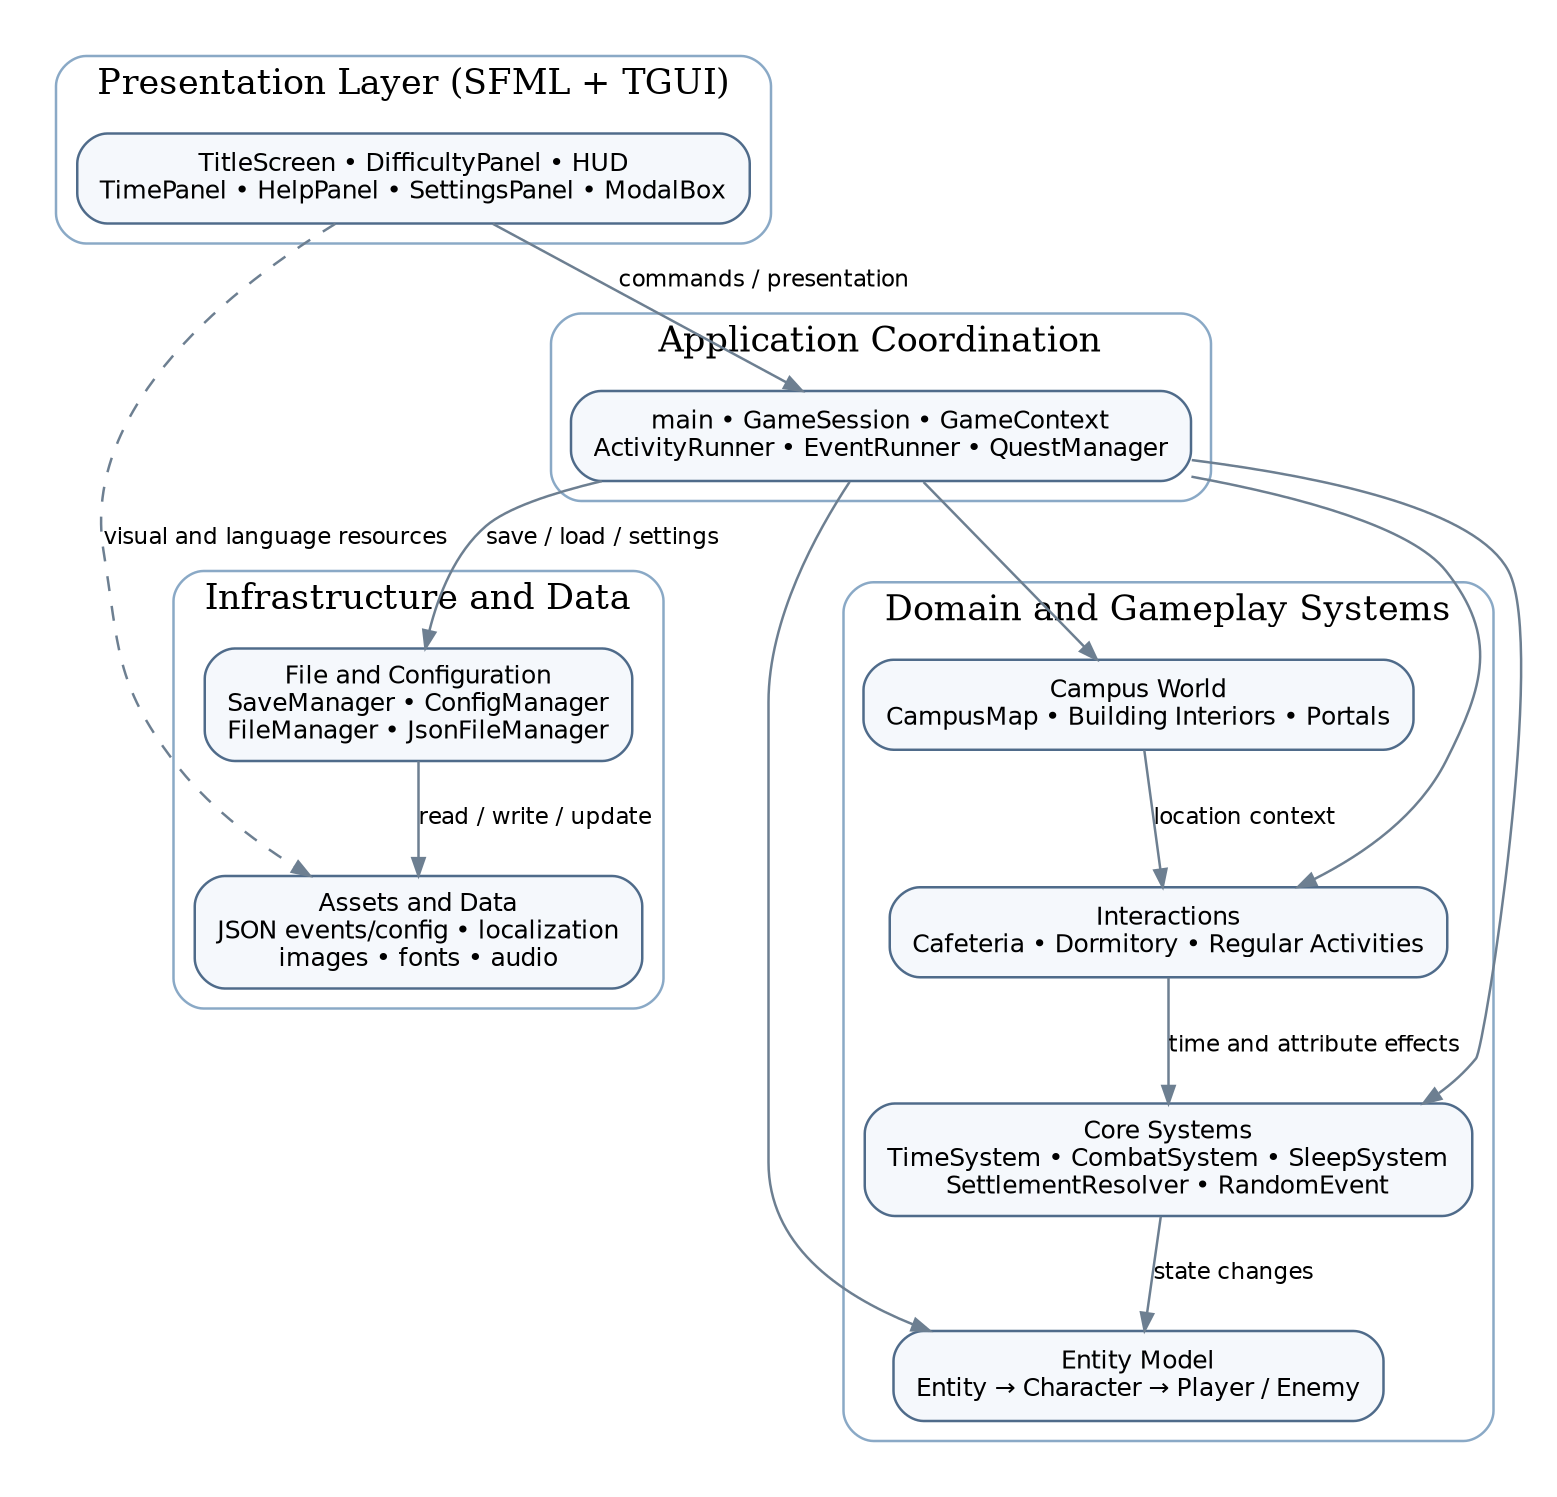 Presentation Layer (SFML + TGUI)
TitleScreen • DifficultyPanel • HUD
TimePanel • HelpPanel • SettingsPanel • ModalBox
commands / presentation
Application Coordination
main • GameSession • GameContext
ActivityRunner • EventRunner • QuestManager
visual and language resources
save / load / settings
Infrastructure and Data
File and Configuration
SaveManager • ConfigManager
FileManager • JsonFileManager
read / write / update
Assets and Data
JSON events/config • localization
images • fonts • audio
Domain and Gameplay Systems
Campus World
CampusMap • Building Interiors • Portals
location context
Interactions
Cafeteria • Dormitory • Regular Activities
time and attribute effects
Core Systems
TimeSystem • CombatSystem • SleepSystem
SettlementResolver • RandomEvent
state changes
Entity Model
Entity → Character → Player / Enemy